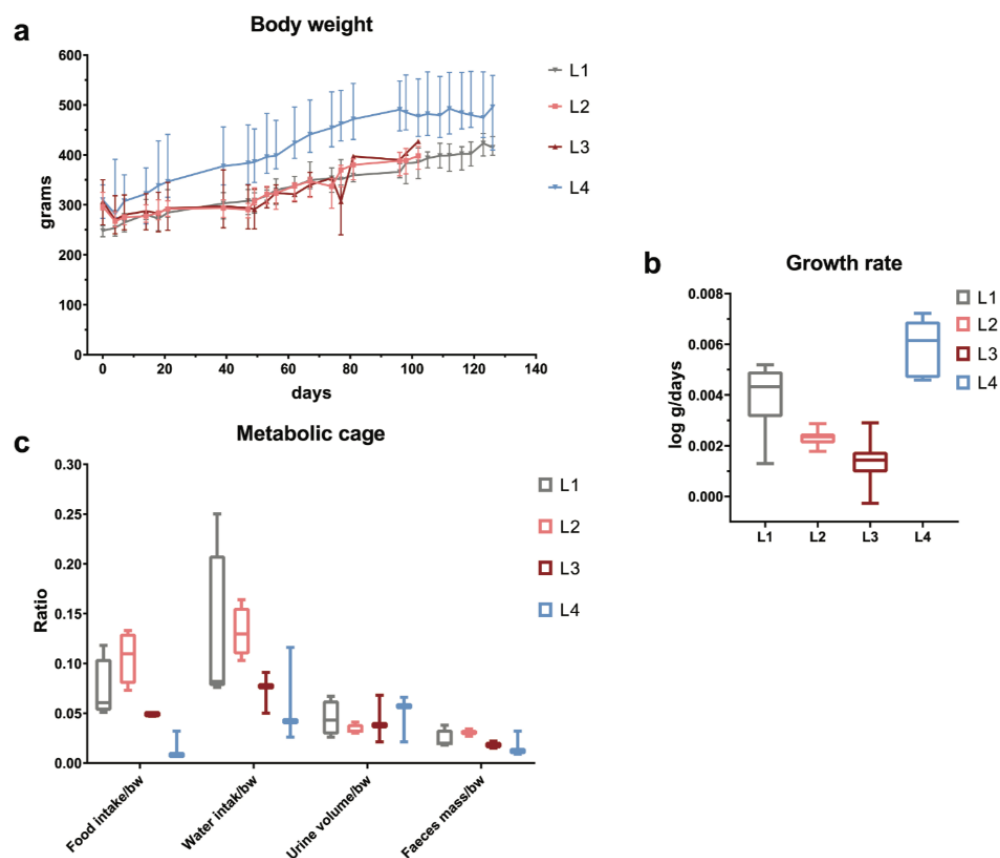 a
Body weight
600
500
400
300
200
100
0
grams
0 20 40 60 80 100 120 140
days
L1
L2
L3
L4
b
Growth rate
0.008
0.006
0.004
0.002
0.000
log g/days
L1 L2 L3 L4
L1
L2
L3
L4
c
Metabolic cage
0.30
0.25
0.20
0.15
0.10
0.05
0.00
Ratio
Food intake/bw
Water intak/bw
Urine volume/bw
Faeces mass/bw
L1
L2
L3
L4